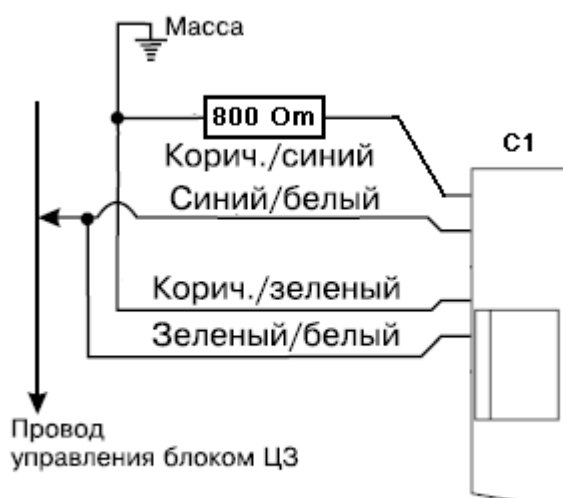 Масса
800 Om
C1
Корич./синий
Синий/белый
Корич./зеленый
Зеленый/белый
Провод
управления блоком ЦЗ